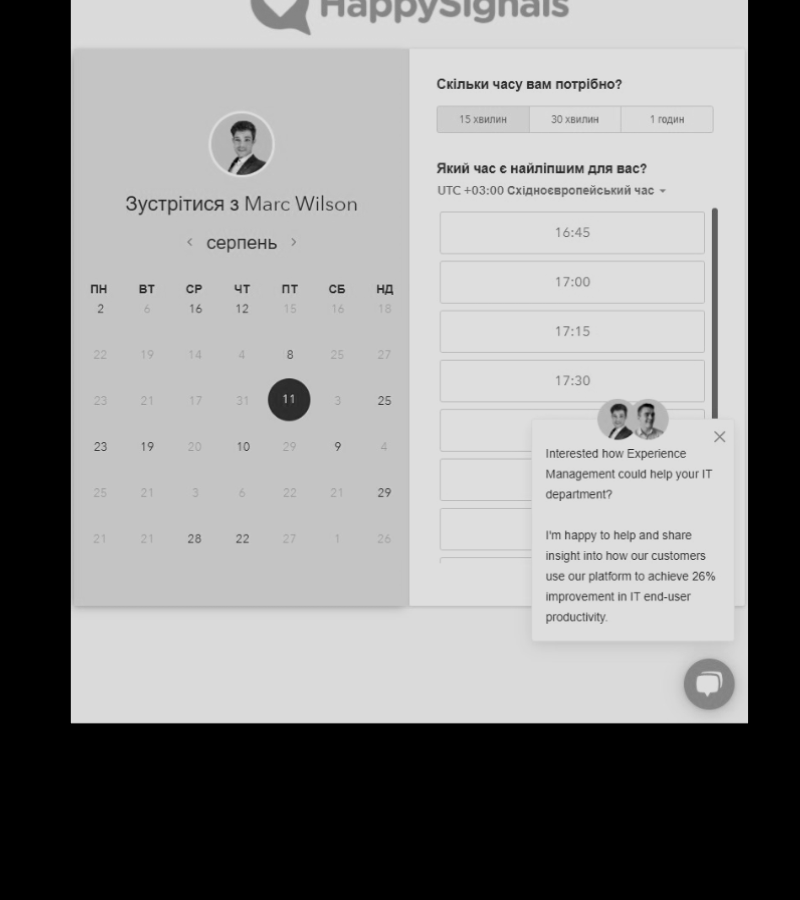 HappySignals
Зустрітися з Marc Wilson
серпень
ПН ВТ СР ЧТ ПТ СБ НД
2 6 16 12 15 16 18
22 19 14 4 8 25 27
23 21 17 31 11 3 25
23 19 20 10 29 9 4
25 21 3 6 22 21 29
21 21 28 22 27 1 26
Скільки часу вам потрібно?
15 хвилин 30 хвилин 1 годин
Який час є найліпшим для вас?
UTC +03:00 Східноєвропейський час
16:45
17:00
17:15
17:30
Interested how Experience
Management could help your IT
department?
I'm happy to help and share
insight into how our customers
use our platform to achieve 26%
improvement in IT end-user
productivity.